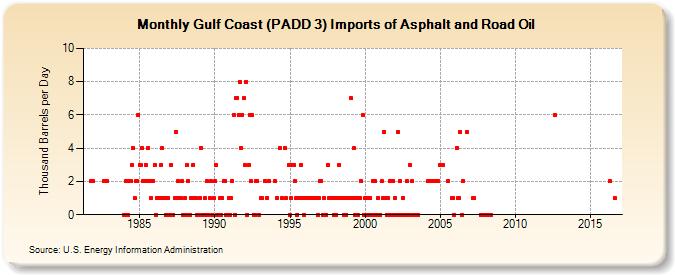 Monthly Gulf Coast (PADD 3) Imports of Asphalt and Road Oil
Thousand Barrels per Day
10
8
6
4
2
0
1985 1990 1995 2000 2005 2010 2015
Source: U.S. Energy Information Administration